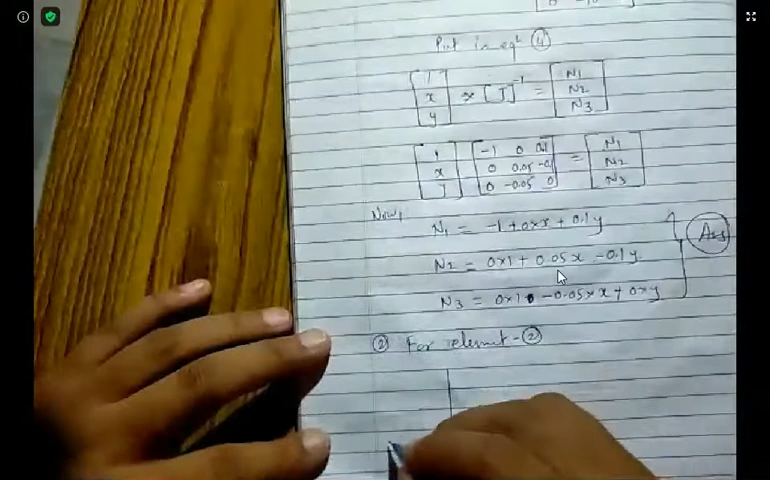 Put in eqⁿ ④
[1 x y] × [J]⁻¹ = [N1 N2 N3]
[1 x y] [-1 0 0.1 0 0.05 -0.1 0 -0.05 0] = [N1 N2 N3]
Now,
N1 = -1 + 0×x + 0.1y
N2 = 0×1 + 0.05x - 0.1y
Ans
N3 = 0×1 - 0.05×x + 0×y
② For element-②